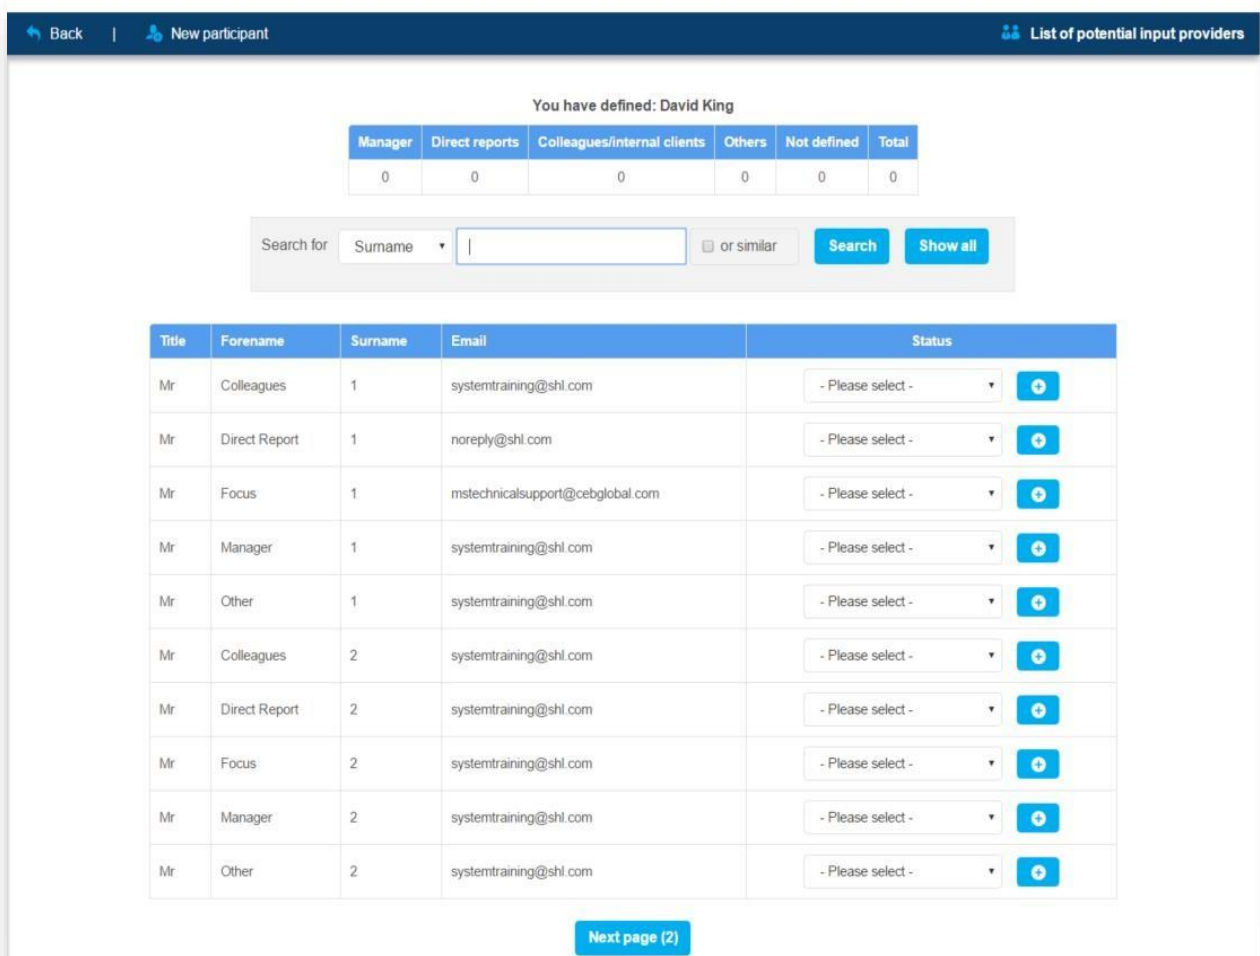 Back | New participant List of potential input providers
You have defined: David King
Manager Direct reports Colleagues/internal clients Others Not defined Total
0 0 0 0 0 0
Search for Surname or similar Search Show all
Title Forename Surname Email Status
Mr Colleagues 1 systemtraining@shl.com - Please select -
Mr Direct Report 1 noreply@shl.com - Please select -
Mr Focus 1 mstechnicalsupport@cebglobal.com - Please select -
Mr Manager 1 systemtraining@shl.com - Please select -
Mr Other 1 systemtraining@shl.com - Please select -
Mr Colleagues 2 systemtraining@shl.com - Please select -
Mr Direct Report 2 systemtraining@shl.com - Please select -
Mr Focus 2 systemtraining@shl.com - Please select -
Mr Manager 2 systemtraining@shl.com - Please select -
Mr Other 2 systemtraining@shl.com - Please select -
Next page (2)